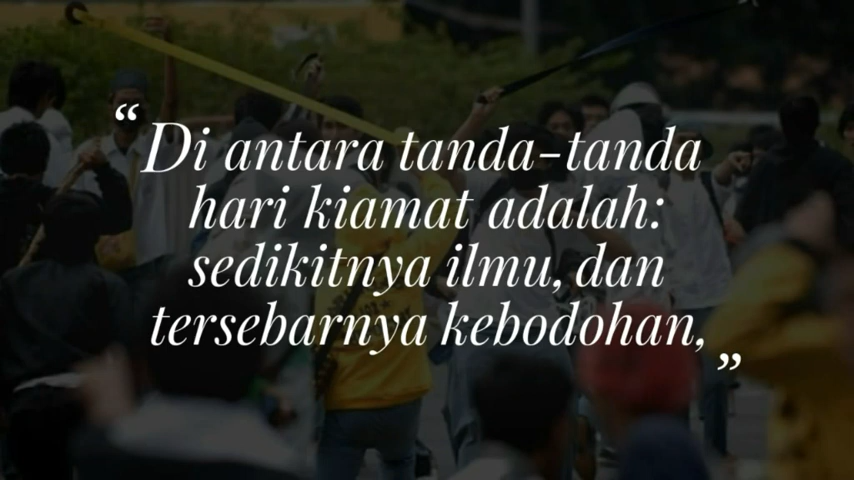 “Di antara tanda-tanda
hari kiamat adalah:
sedikitnya ilmu, dan
tersebarnya kebodohan,”